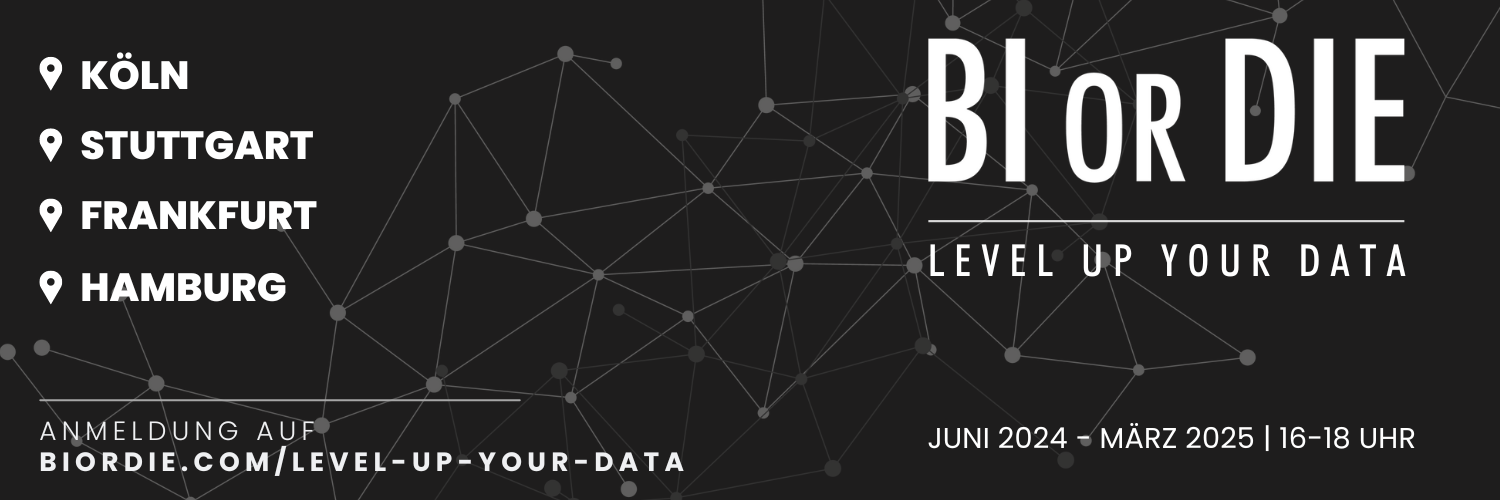 KÖLN
STUTTGART
FRANKFURT
HAMBURG
ANMELDUNG AUF
BIORDIE.COM/LEVEL-UP-YOUR-DATA
BI OR DIE
LEVEL UP YOUR DATA
JUNI 2024 - MÄRZ 2025 | 16-18 UHR